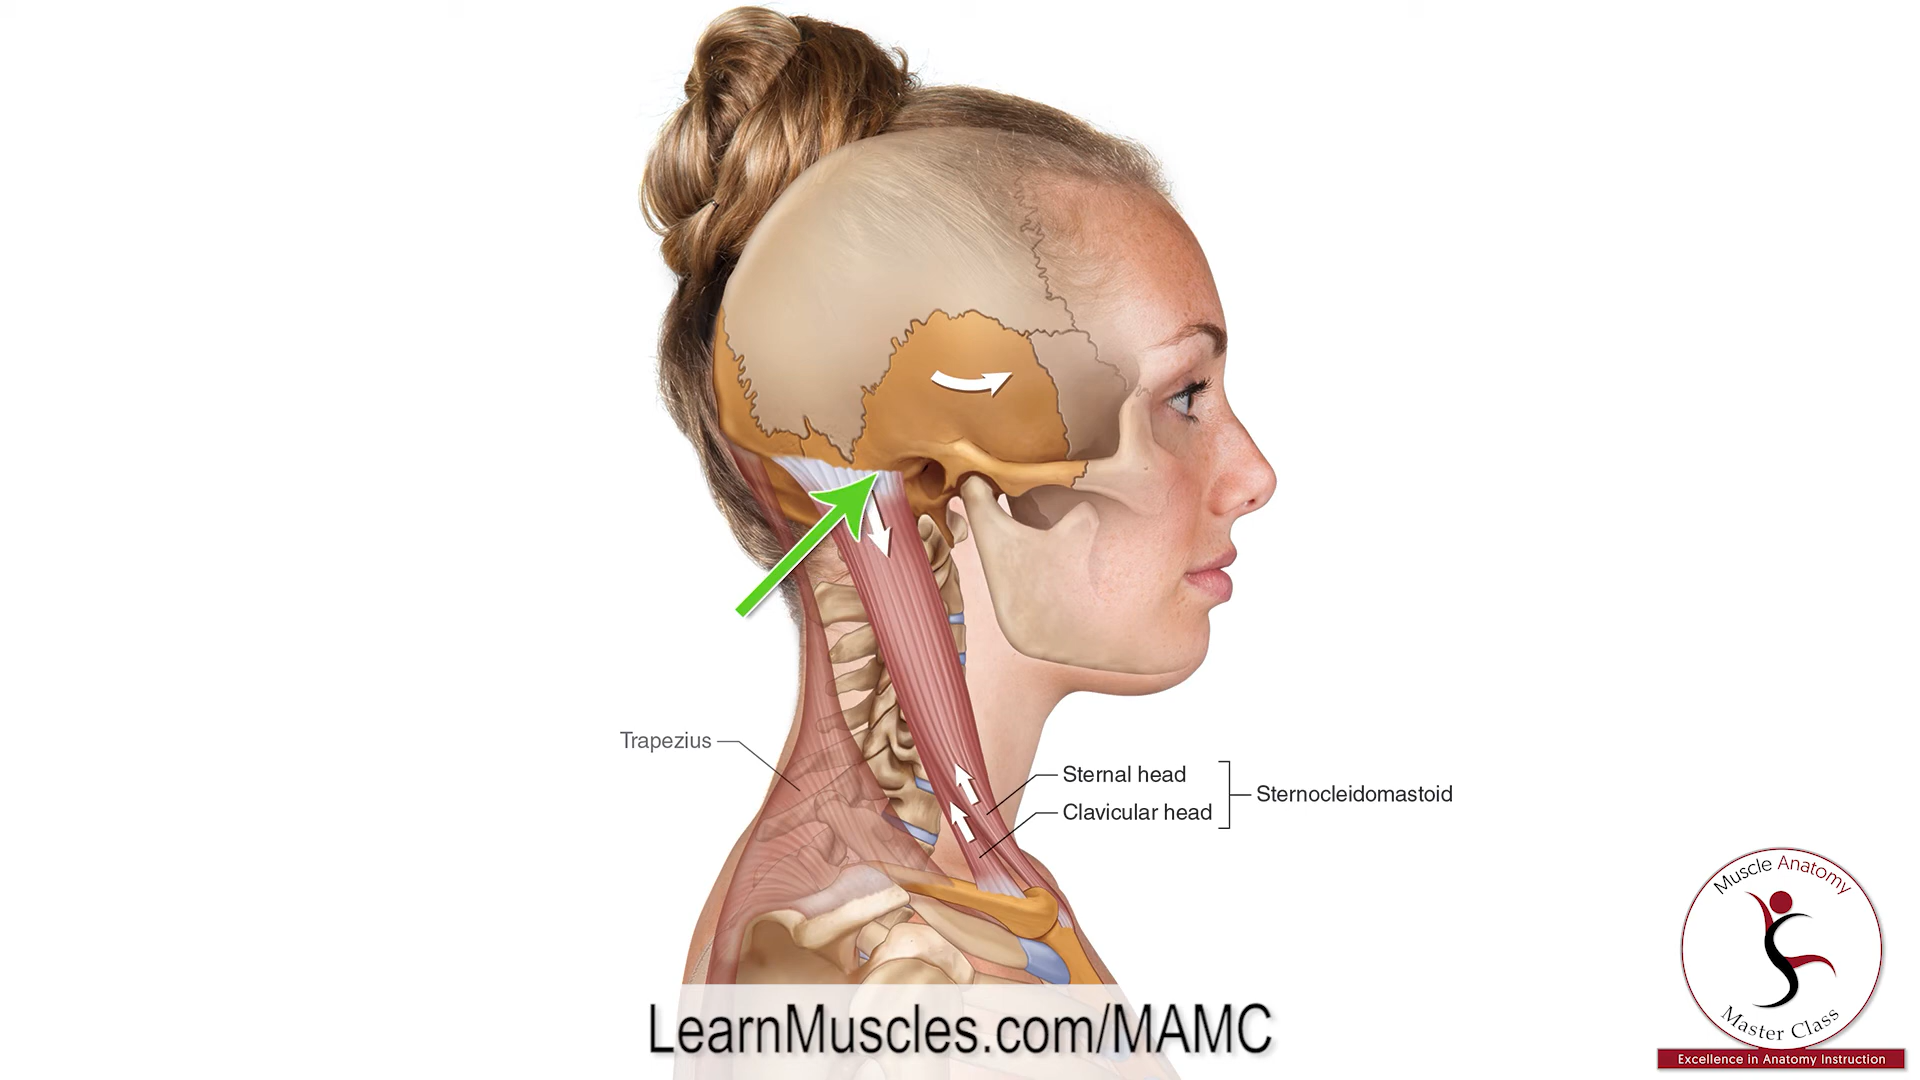 Trapezius
Sternal head
Clavicular head
Sternocleidomastoid
Muscle Anatomy
Master Class
Excellence in Anatomy Instruction
LearnMuscles.com/MAMC